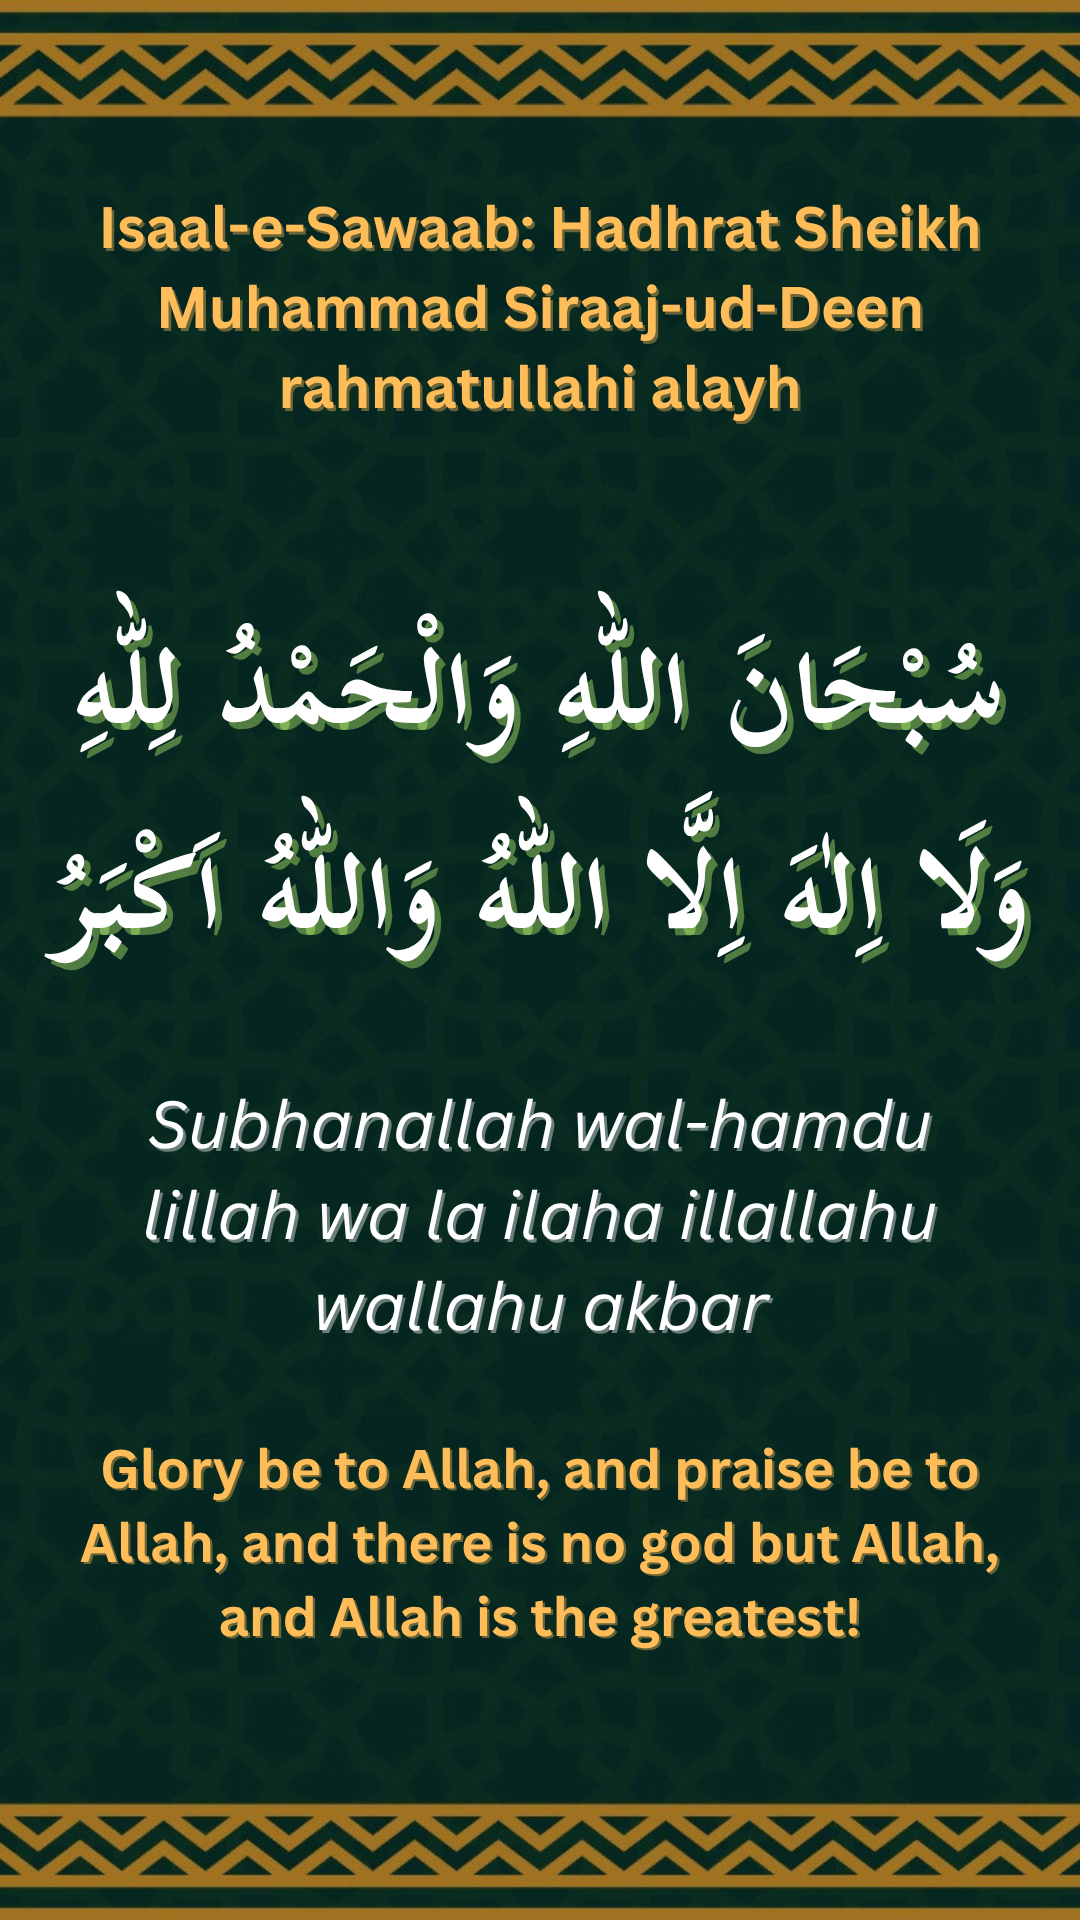 Isaal-e-Sawaab: Hadhrat Sheikh
Muhammad Siraaj-ud-Deen
rahmatullahi alayh
سُبْحَانَ اللّٰهِ وَالْحَمْدُ لِلّٰهِ
وَلَا اِلٰهَ اِلَّا اللّٰهُ وَاللّٰهُ اَكْبَرُ
Subhanallah wal-hamdu
lillah wa la ilaha illallahu
wallahu akbar
Glory be to Allah, and praise be to
Allah, and there is no god but Allah,
and Allah is the greatest!